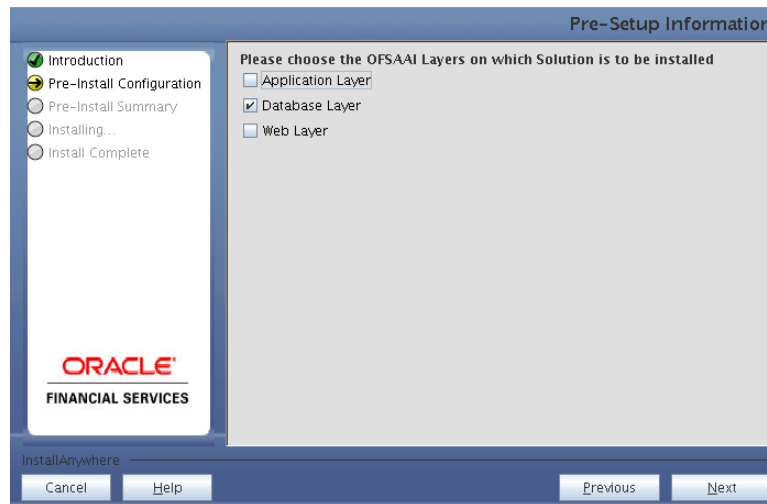 Pre-Setup Information
Introduction
Pre-Install Configuration
Pre-Install Summary
Installing...
Install Complete
Please choose the OFSAAI Layers on which Solution is to be installed
Application Layer
Database Layer
Web Layer
ORACLE
FINANCIAL SERVICES
InstallAnywhere
Cancel
Help
Previous
Next